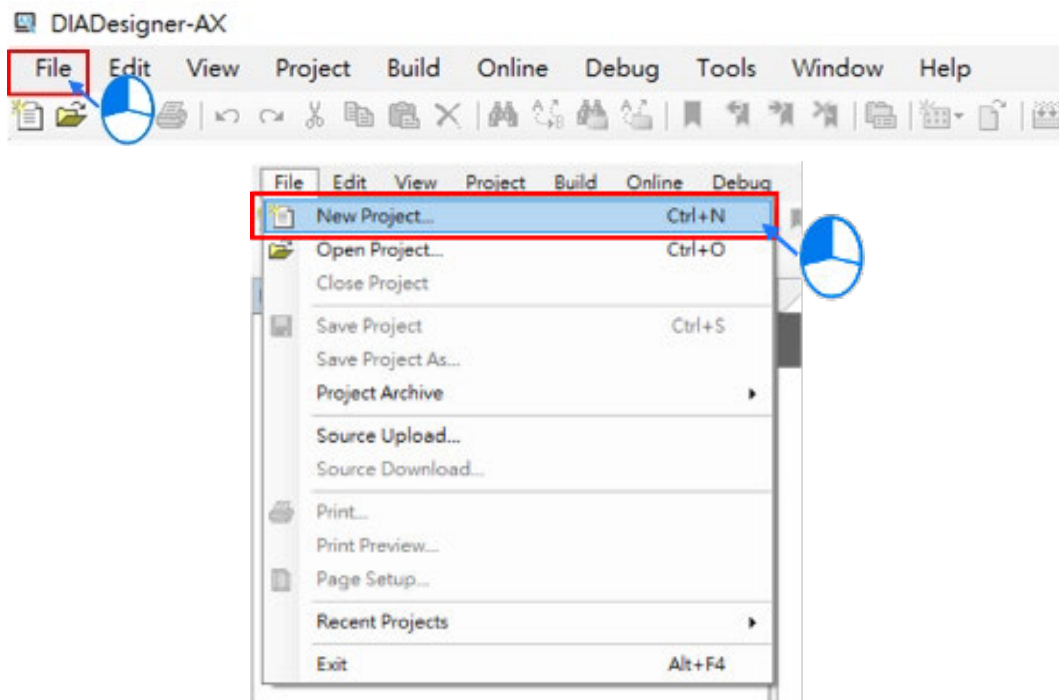 DIADesigner-AX
File Edit View Project Build Online Debug Tools Window Help
File Edit View Project Build Online Debug
New Project... Ctrl+N
Open Project... Ctrl+O
Close Project
Save Project Ctrl+S
Save Project As...
Project Archive
Source Upload...
Source Download...
Print...
Print Preview...
Page Setup...
Recent Projects
Exit Alt+F4